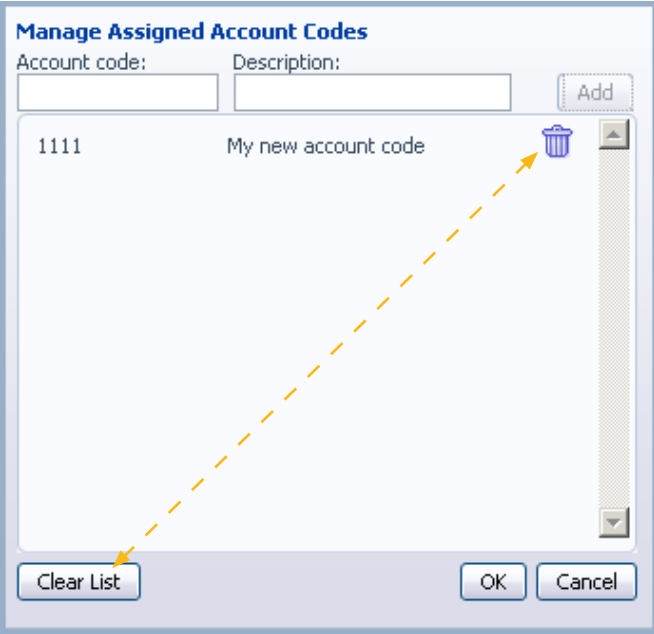 Manage Assigned Account Codes
Account code: Description:
Add
1111 My new account code
Clear List OK Cancel